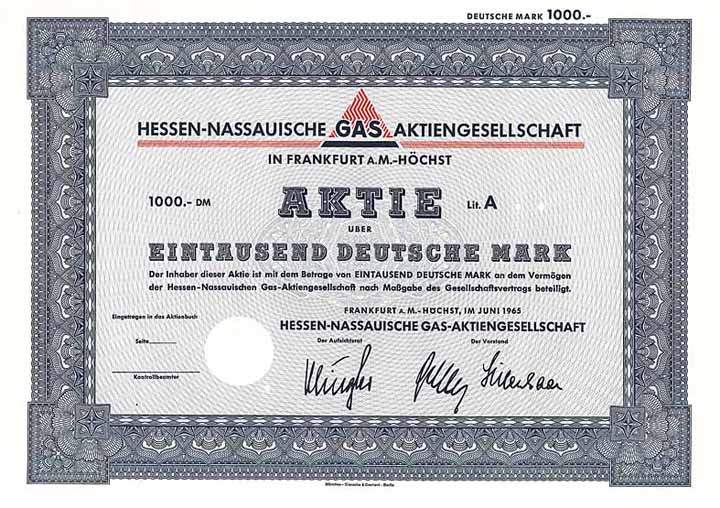 DEUTSCHE MARK 1000.-
HESSEN-NASSAUISCHE GAS AKTIENGESELLSCHAFT
IN FRANKFURT A.M.-HÖCHST
1000.- DM AKTIE Lit. A
UBER
EINTAUSEND DEUTSCHE MARK
Der Inhaber dieser Aktie ist mit dem Betrage von EINTAUSEND DEUTSCHE MARK an dem Vermögen
der Hessen-Nassauischen Gas-Aktiengesellschaft nach Maßgabe des Gesellschaftsvertrags beteiligt.
FRANKFURT A.M.-HOCHST, IM JUNI 1965
Eingetragen in das Aktienbuch
HESSEN-NASSAUISCHE GAS-AKTIENGESELLSCHAFT
Der Aufsichtsrat Der Vorstand
Seite
Kontrollbeamter